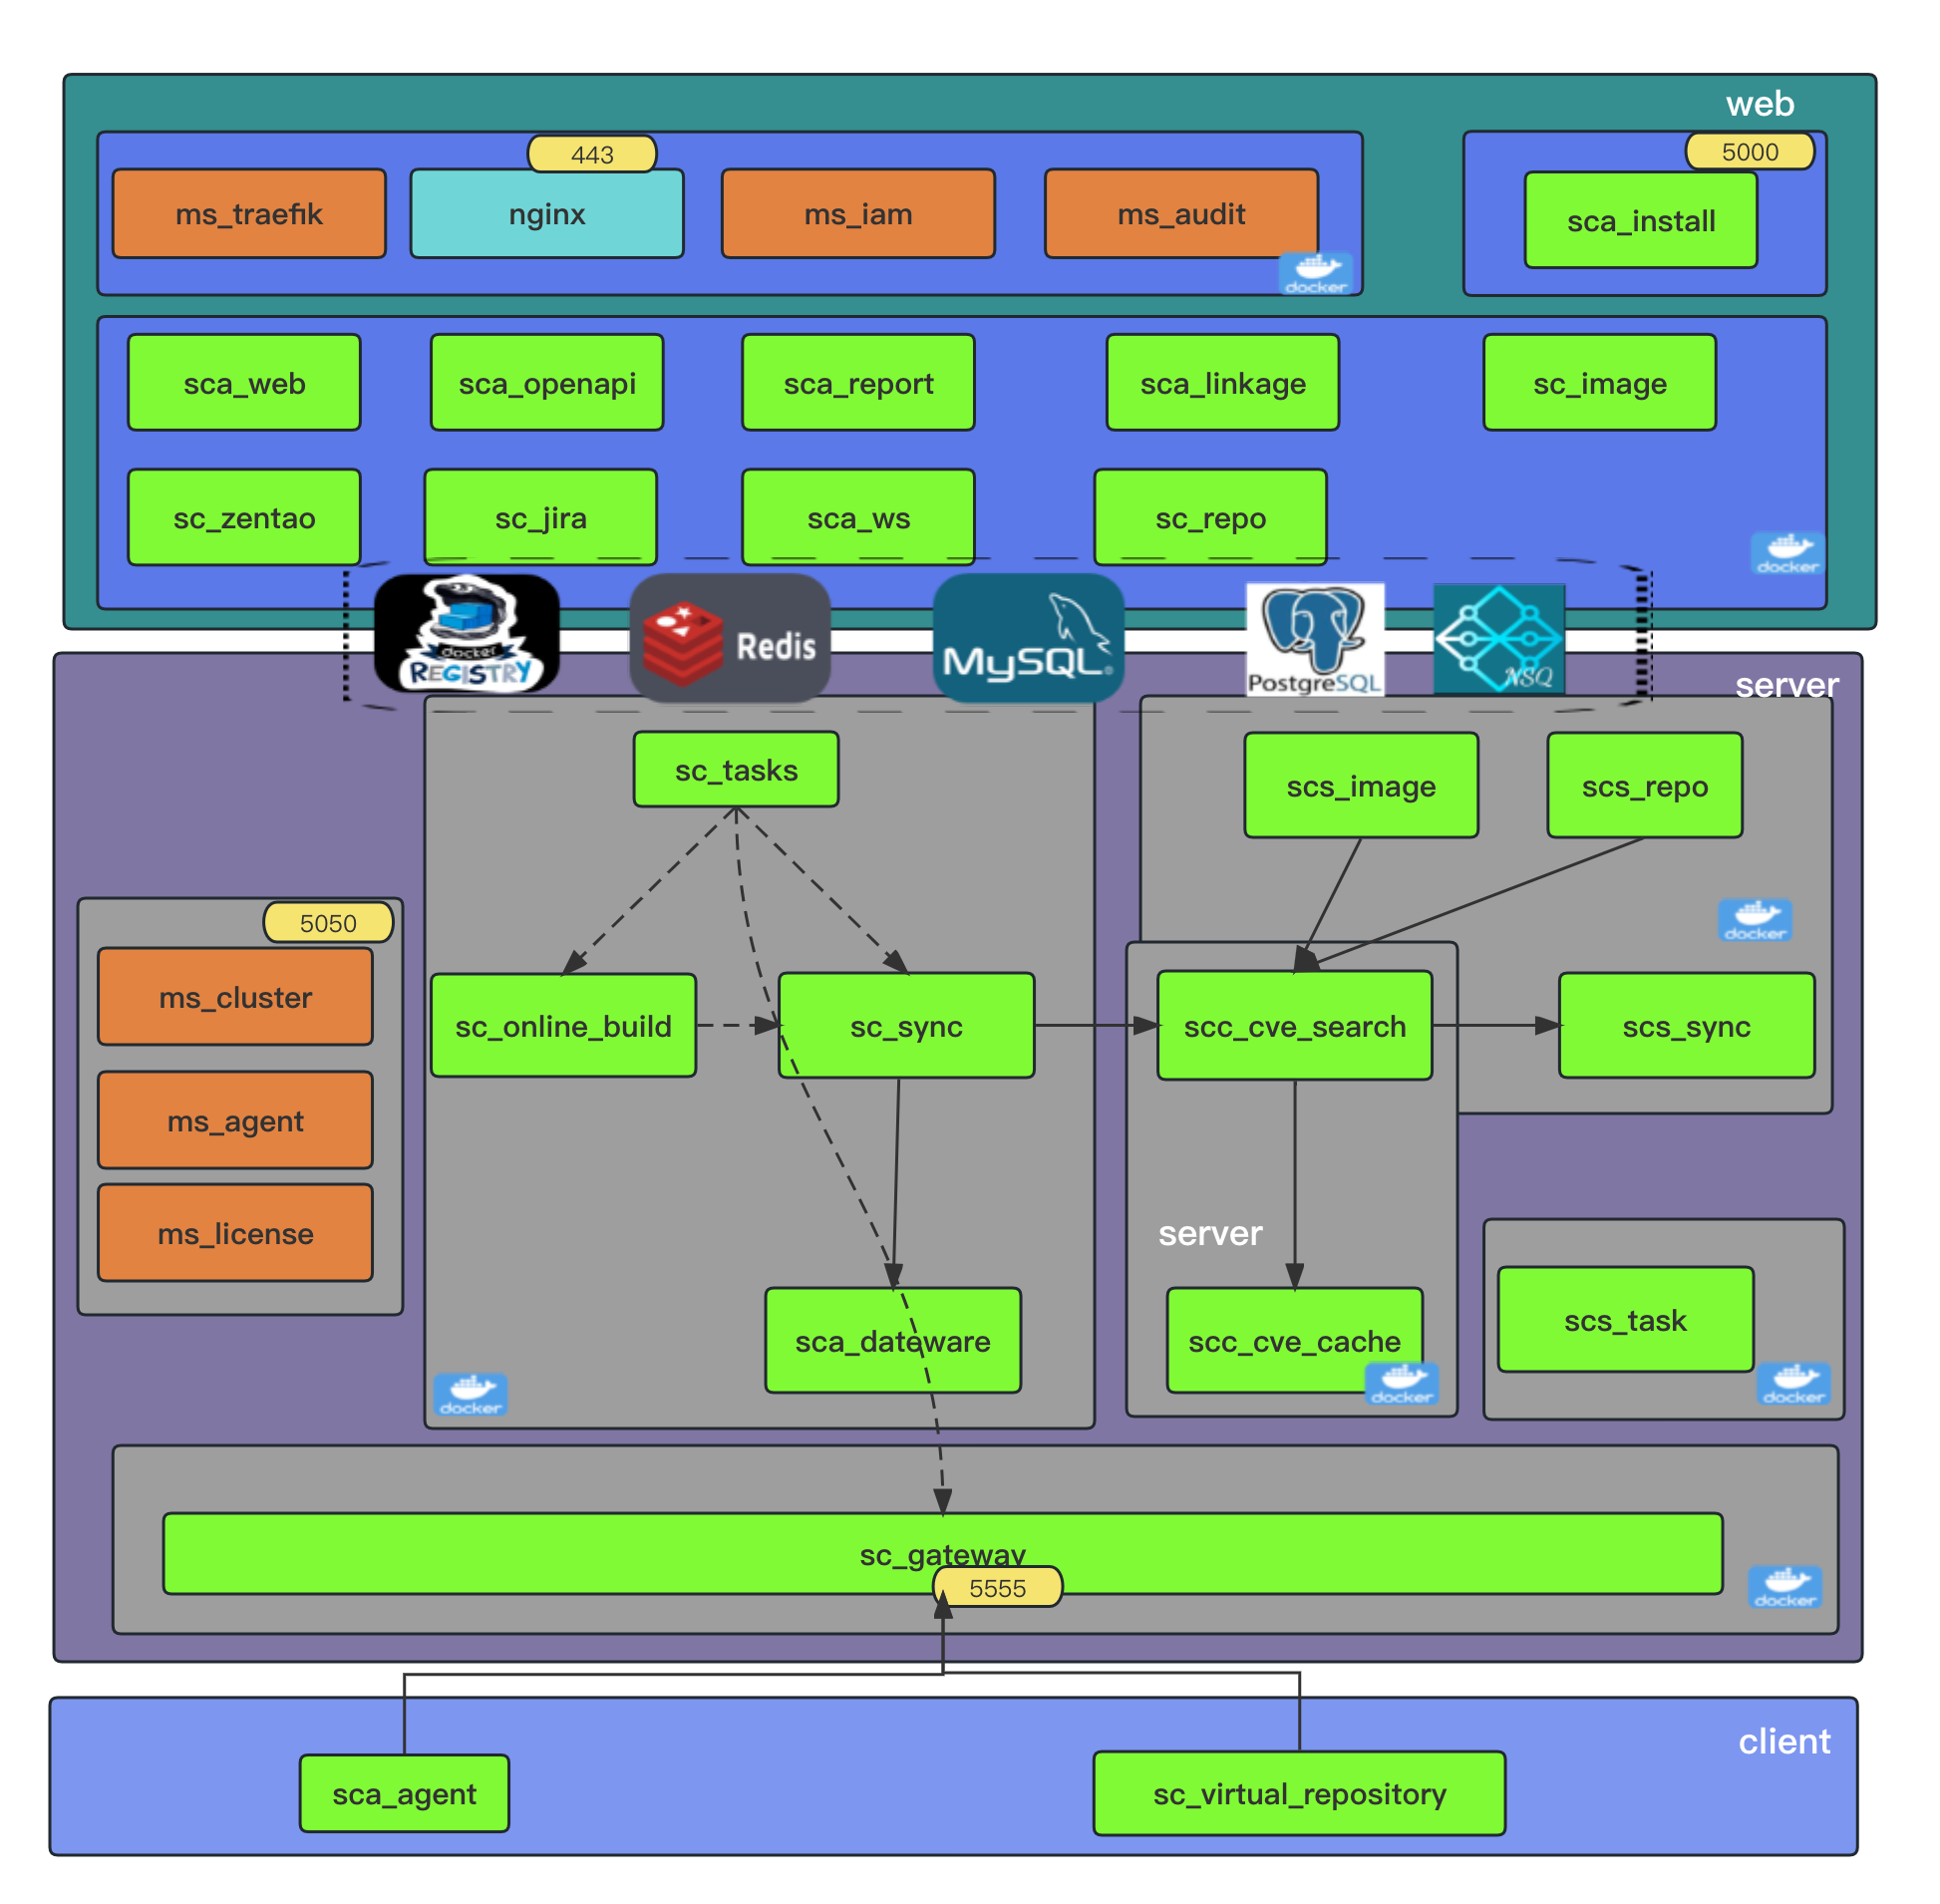 web
443
5000
ms_traefik
nginx
ms_iam
ms_audit
sca_install
docker
sca_web
sca_openapi
sca_report
sca_linkage
sc_image
sc_zentao
sc_jira
sca_ws
sc_repo
docker
docker
REGISTRY
Redis
MySQL
PostgreSQL
NSQ
server
sc_tasks
scs_image
scs_repo
5050
docker
ms_cluster
sc_online_build
sc_sync
scc_cve_search
scs_sync
ms_agent
ms_license
server
sca_dateware
scc_cve_cache
scs_task
docker
docker
docker
sc_gateway
5555
docker
client
sca_agent
sc_virtual_repository